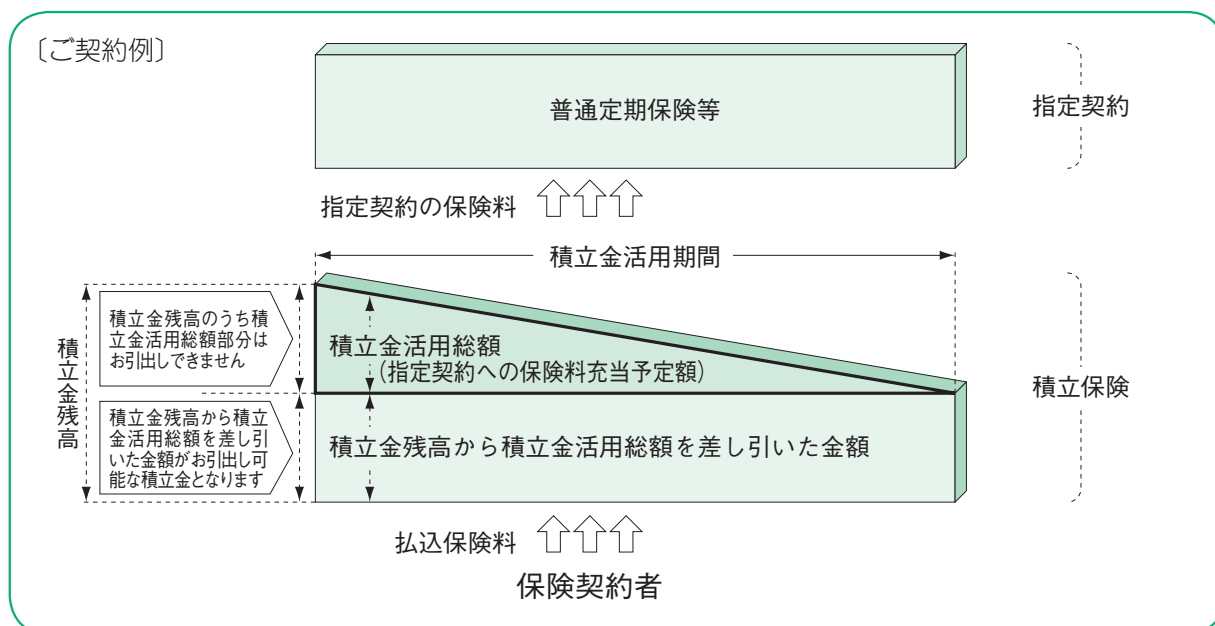 〔ご契約例〕
普通定期保険等
指定契約
指定契約の保険料
積立金活用期間
積立金残高
積立金残高のうち積
立金活用総額部分は
お引出しできません
積立金活用総額
(指定契約への保険料充当予定額)
積立保険
積立金残高から積立
金活用総額を差し引
いた金額がお引出し可
能な積立金となります
積立金残高から積立金活用総額を差し引いた金額
払込保険料
保険契約者